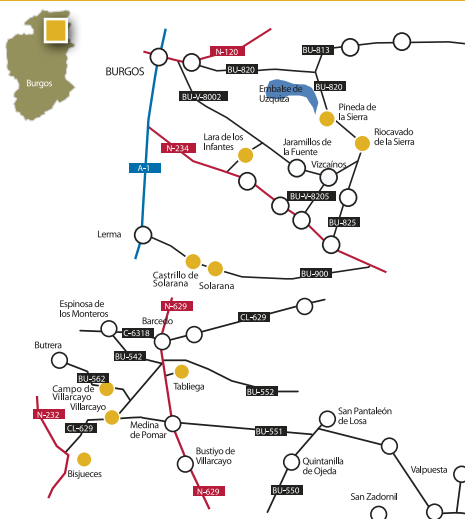 Burgos
N-120
BU-813
BURGOS
BU-820
BU-820
Embalse de
Uzquiza
BU-V-8002
Pineda de
la Sierra
Lara de los
Infantes
Jaramillos de
la Fuente
Riocavado
de la Sierra
N-234
Vizcaínos
A-1
BU-V-8205
BU-825
Lerma
Castrillo de
Solarana
Solarana
BU-900
Espinosa de
los Monteros
N-629
Barcedo
CL-629
C-6318
Butrera
BU-542
BU-562
Tabliega
Campo de
Villarcayo
BU-552
Villarcayo
N-232
CL-629
Medina
de Pomar
San Pantaleón
de Losa
BU-551
Bisjueces
Bustiyo de
Villarcayo
Quintanilla
de Ojeda
Valpuesta
N-629
BU-550
San Zadornil